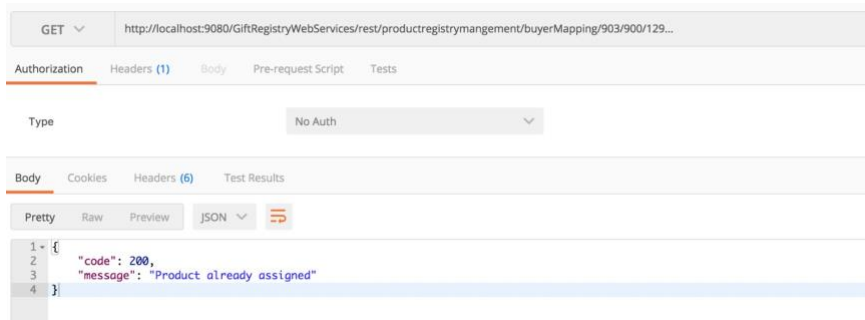 GET http://localhost:9080/GiftRegistryWebServices/rest/productregistrymangement/buyerMapping/903/900/129...
Authorization Headers (1) Body Pre-request Script Tests
Type No Auth
Body Cookies Headers (6) Test Results
Pretty Raw Preview JSON
1 {
2 "code": 200,
3 "message": "Product already assigned"
4 }